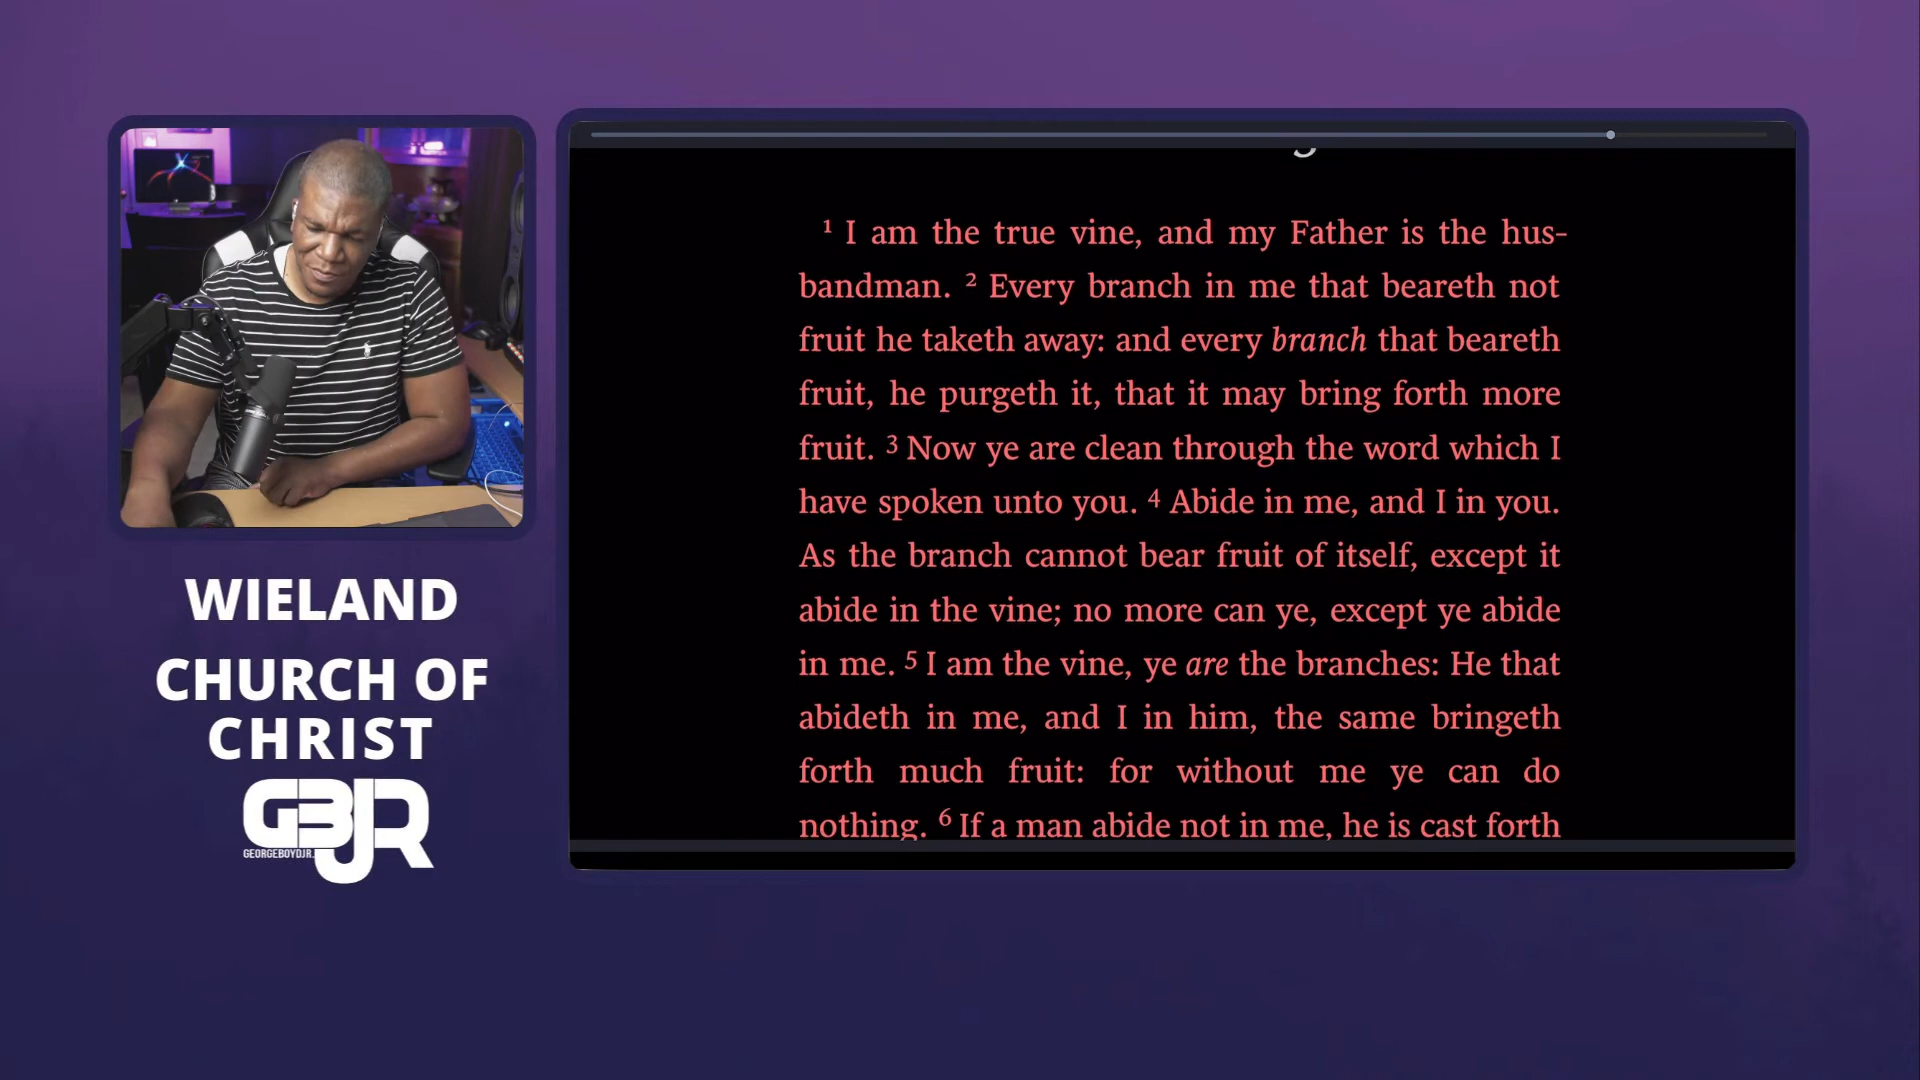 WIELAND
CHURCH OF
CHRIST
GBJR
GEORGEBOYDJR.
¹ I am the true vine, and my Father is the hus-
bandman. ² Every branch in me that beareth not
fruit he taketh away: and every branch that beareth
fruit, he purgeth it, that it may bring forth more
fruit. ³ Now ye are clean through the word which I
have spoken unto you. ⁴ Abide in me, and I in you.
As the branch cannot bear fruit of itself, except it
abide in the vine; no more can ye, except ye abide
in me. ⁵ I am the vine, ye are the branches: He that
abideth in me, and I in him, the same bringeth
forth much fruit: for without me ye can do
nothing. ⁶ If a man abide not in me, he is cast forth